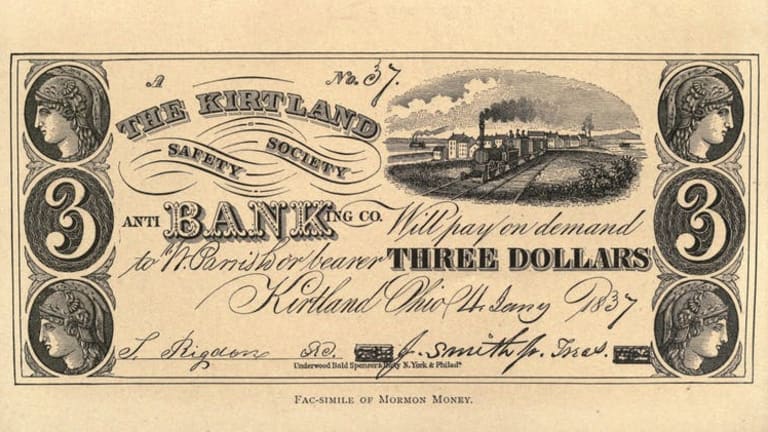 A No. 37.
THE KIRTLAND
SAFETY SOCIETY
ANTI BANKING CO. Will pay on demand
3 3
to W. Parrish or bearer THREE DOLLARS
Kirtland Ohio 4 Jany 1837
S. Rigdon J. Smith Jr. Treas.
Underwood Bald Spencer & Hufty N. York & Philada
FAC-SIMILE OF MORMON MONEY.